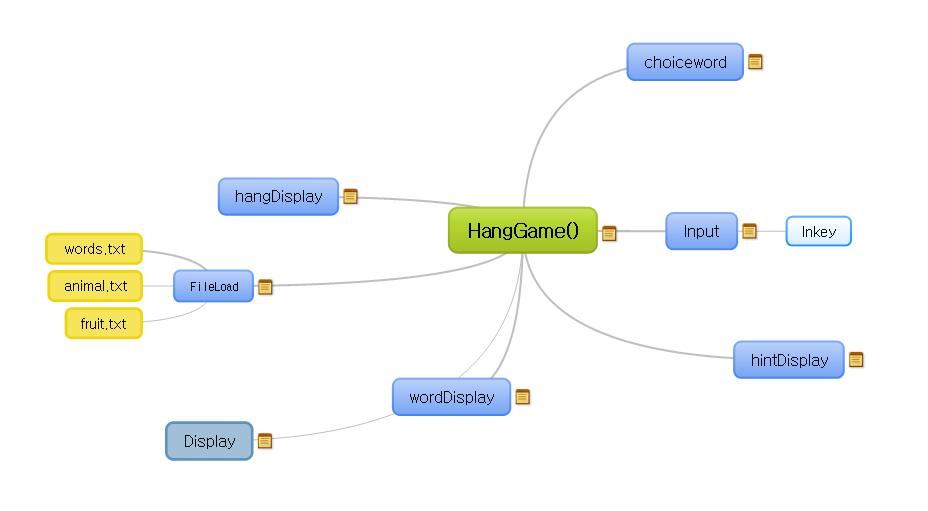 choiceword
hangDisplay
HangGame()
Input
Inkey
words.txt
animal.txt
fruit.txt
FileLoad
hintDisplay
wordDisplay
Display